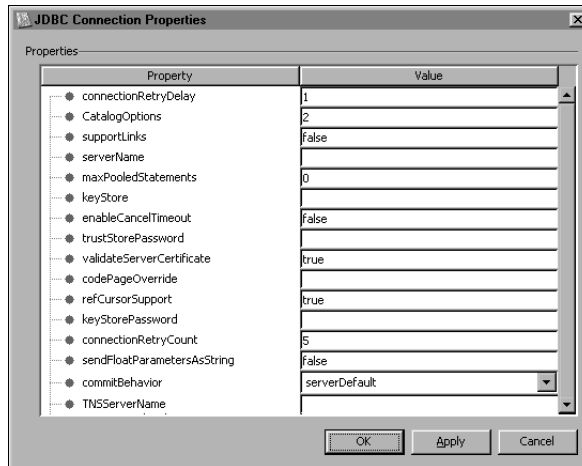 JDBC Connection Properties
Properties
Property Value
connectionRetryDelay 1
CatalogOptions 2
supportLinks false
serverName
maxPooledStatements 0
keyStore
enableCancelTimeout false
trustStorePassword
validateServerCertificate true
codePageOverride
refCursorSupport true
keyStorePassword
connectionRetryCount 5
sendFloatParametersAsString false
commitBehavior serverDefault
TNSServerName
OK Apply Cancel